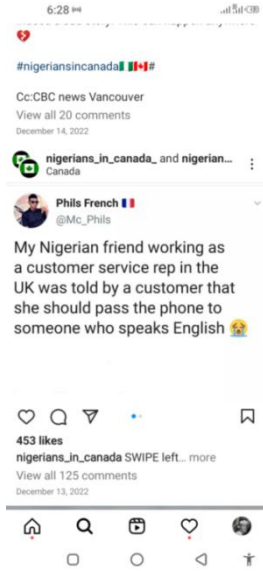 6:28
#nigeriansincanada🇳🇬🇨🇦#
Cc:CBC news Vancouver
View all 20 comments
December 14, 2022
nigerians_in_canada_ and nigerian...
Canada
Phils French 🇫🇷
@Mc_Phils
My Nigerian friend working as
a customer service rep in the
UK was told by a customer that
she should pass the phone to
someone who speaks English 😭
453 likes
nigerians_in_canada SWIPE left... more
View all 125 comments
December 13, 2022